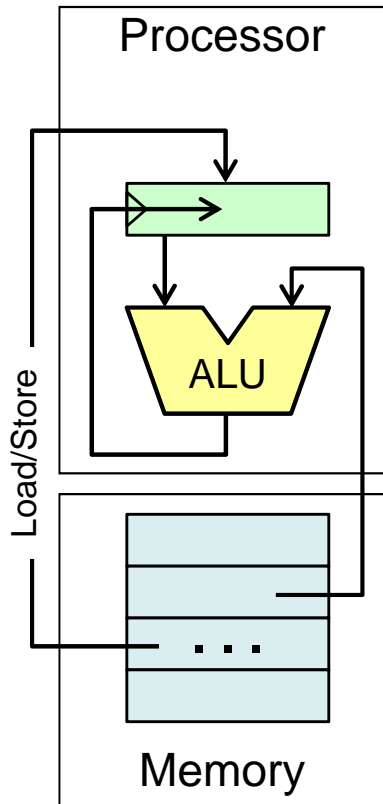 Processor
ALU
Load/Store
. . .
Memory